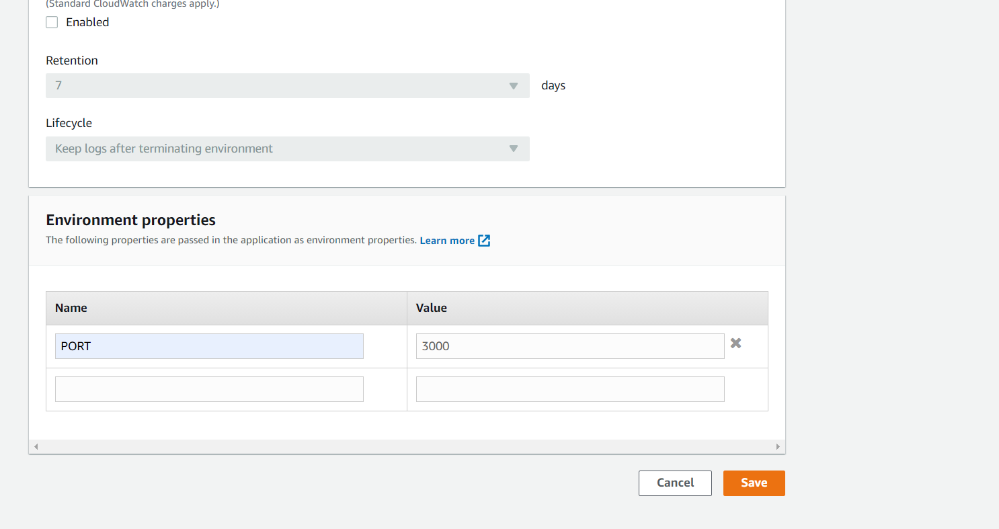 (Standard CloudWatch charges apply.)
Enabled
Retention
7
days
Lifecycle
Keep logs after terminating environment
Environment properties
The following properties are passed in the application as environment properties. Learn more
Name Value
PORT 3000
Cancel Save